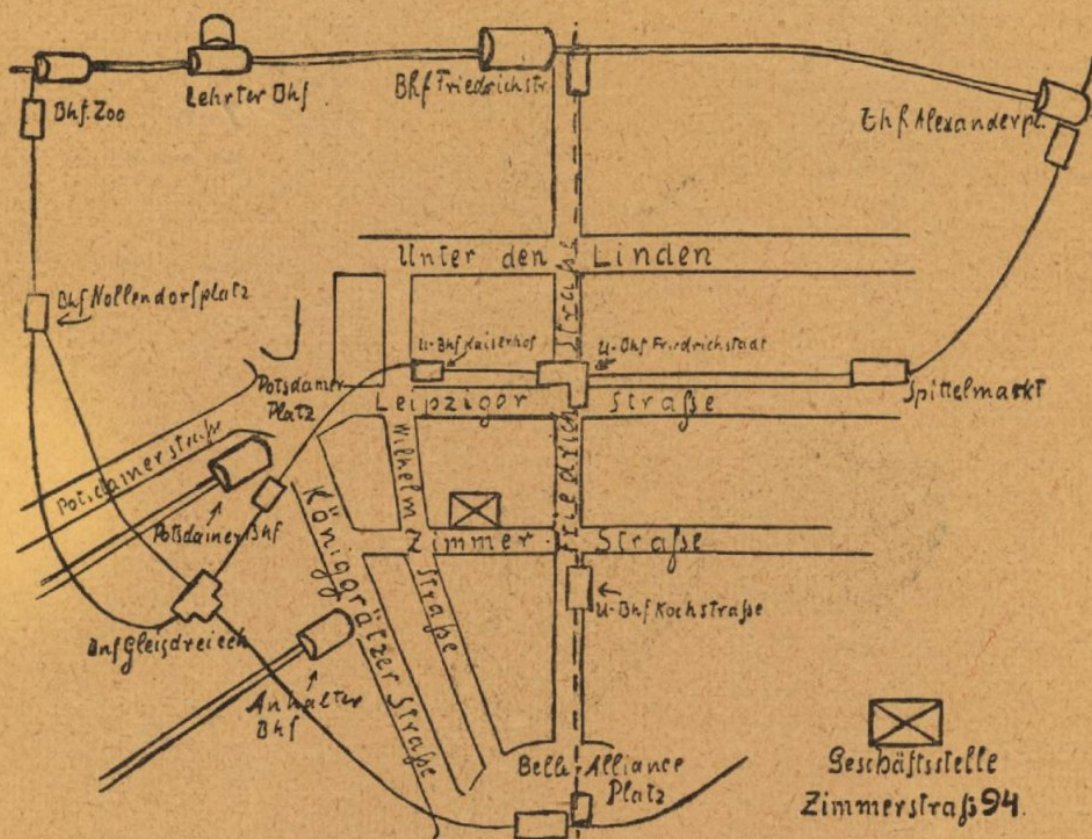 Bhf. Zoo
Lehrter Bhf
Bhf Friedrichstr.
Bhf. Alexanderpl.
Unter den Linden
Bhf Nollendorfplatz
U-Bhf Kaiserhof
U-Bhf Friedrichstadt
Potsdamer
Platz
Leipziger Straße
Spittelmarkt
Potsdamerstraße
Potsdamer Bhf
Königgrätzer Straße
Wilhelm Straße
Zimmer Straße
Friedrich Straße
U-Bhf Kochstraße
Bhf Gleisdreieck
Anhalter
Bhf
Belle-Alliance
Platz
Geschäftsstelle
Zimmerstraße 94.